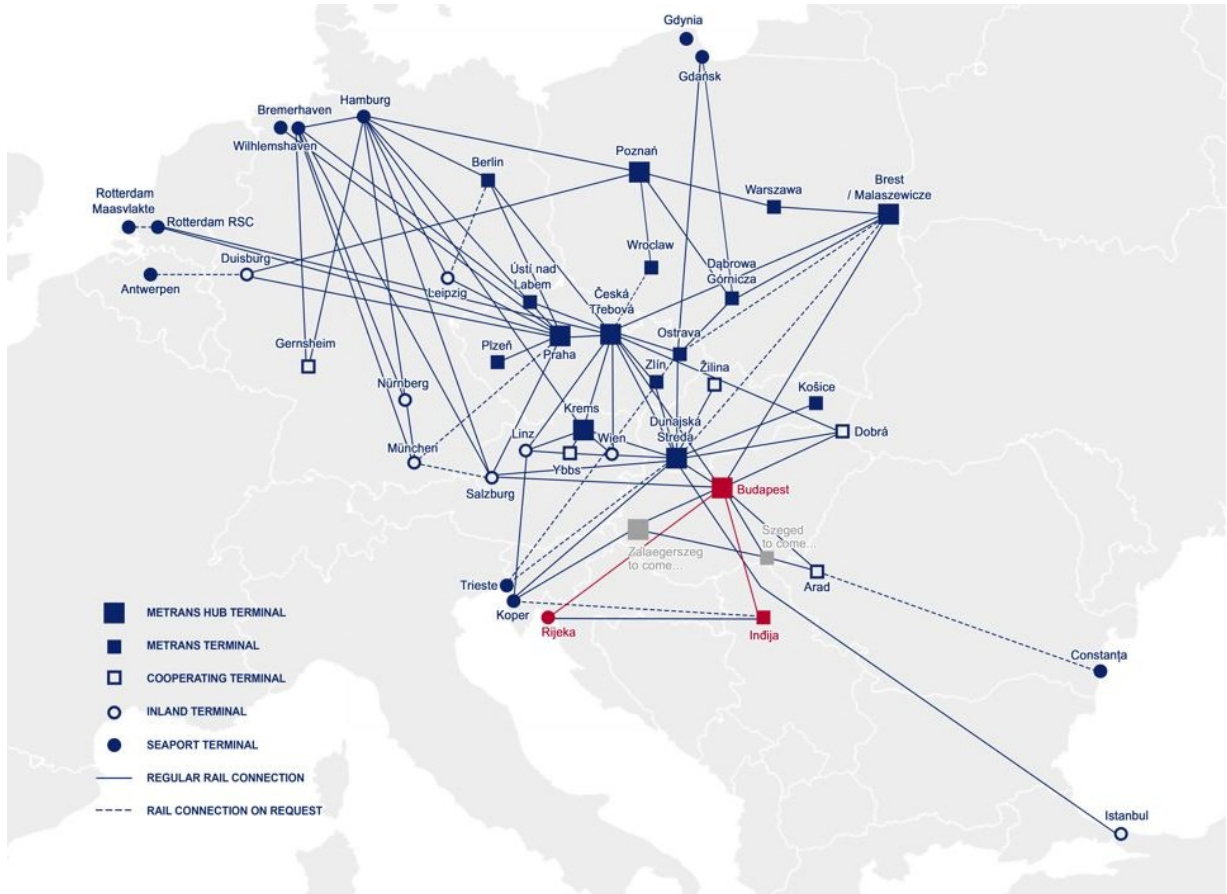 Gdynia
Gdańsk
Hamburg
Bremerhaven
Wilhlemshaven
Poznań
Berlin
Brest
/ Malaszewicze
Warszawa
Rotterdam
Maasvlakte
Rotterdam RSC
Wroclaw
Duisburg
Ústí nad
Labem
Dąbrowa
Górnicza
Antwerpen
Leipzig
Česká
Třebová
Gernsheim
Plzeň
Praha
Ostrava
Zlín
Žilina
Nürnberg
Košice
Krems
Linz
Wien
Dunajská
Streda
Dobrá
München
Ybbs
Salzburg
Budapest
Szeged
to come...
Zalaegerszeg
to come...
Trieste
Arad
Koper
Rijeka
Inđija
Constanța
Istanbul
METRANS HUB TERMINAL
METRANS TERMINAL
COOPERATING TERMINAL
INLAND TERMINAL
SEAPORT TERMINAL
REGULAR RAIL CONNECTION
RAIL CONNECTION ON REQUEST